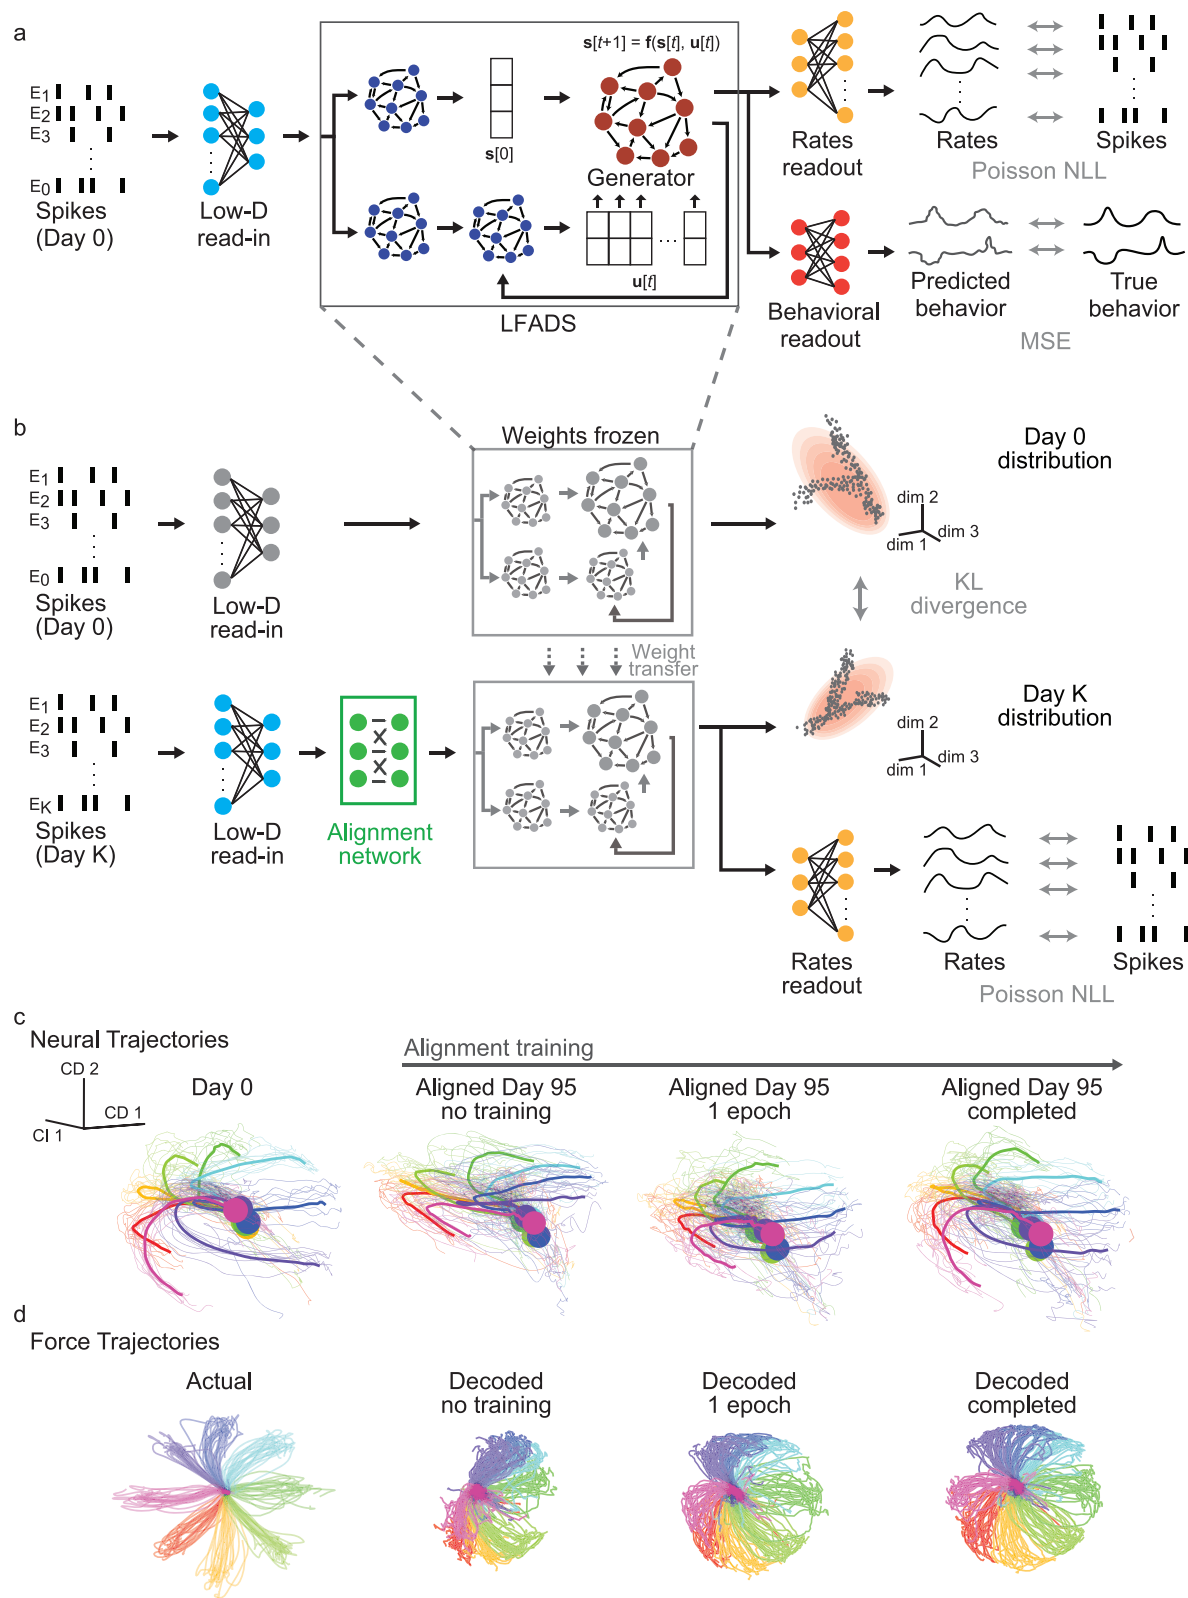 a
E1
E2
E3
E0
Spikes
(Day 0)
Low-D
read-in
s[0]
s[t+1] = f(s[t], u[t])
Generator
u[t]
LFADS
Rates
readout
Rates
Spikes
Poisson NLL
Behavioral
readout
Predicted
behavior
True
behavior
MSE
b
E1
E2
E3
E0
Spikes
(Day 0)
Low-D
read-in
Weights frozen
Day 0
distribution
dim 2
dim 3
dim 1
KL
divergence
Weight
transfer
E1
E2
E3
EK
Spikes
(Day K)
Low-D
read-in
Alignment
network
Day K
distribution
dim 2
dim 3
dim 1
Rates
readout
Rates
Spikes
Poisson NLL
c
Neural Trajectories
CD 2
CD 1
CI 1
Alignment training
Day 0
Aligned Day 95
no training
Aligned Day 95
1 epoch
Aligned Day 95
completed
d
Force Trajectories
Actual
Decoded
no training
Decoded
1 epoch
Decoded
completed